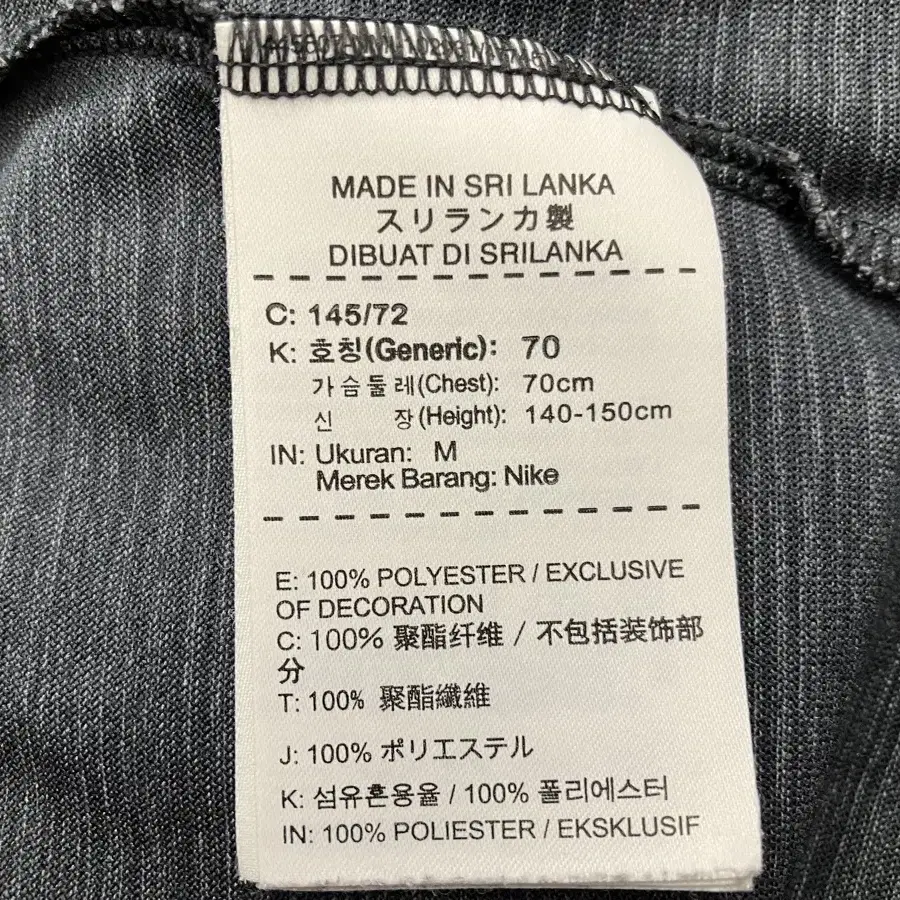 MADE IN SRI LANKA
スリランカ製
DIBUAT DI SRILANKA
C: 145/72
K: 호칭(Generic): 70
가슴둘레(Chest): 70cm
신 장(Height): 140-150cm
IN: Ukuran: M
Merek Barang: Nike
E: 100% POLYESTER / EXCLUSIVE
OF DECORATION
C: 100% 聚酯纤维 / 不包括装饰部
分
T: 100% 聚酯纖維
J: 100% ポリエステル
K: 섬유혼용율 / 100% 폴리에스터
IN: 100% POLIESTER / EKSKLUSIF